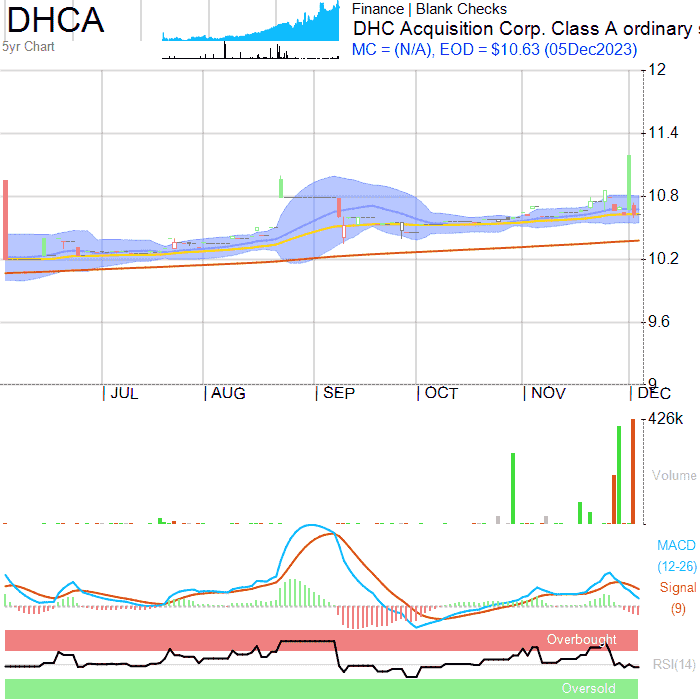 DHCA
5yr Chart
Finance | Blank Checks
DHC Acquisition Corp. Class A ordinary s
MC = (N/A), EOD = $10.63 (05Dec2023)
12
11.4
10.8
10.2
9.6
9
JUL
AUG
SEP
OCT
NOV
DEC
426k
Volume
MACD
(12-26)
Signal
(9)
Overbought
RSI(14)
Oversold